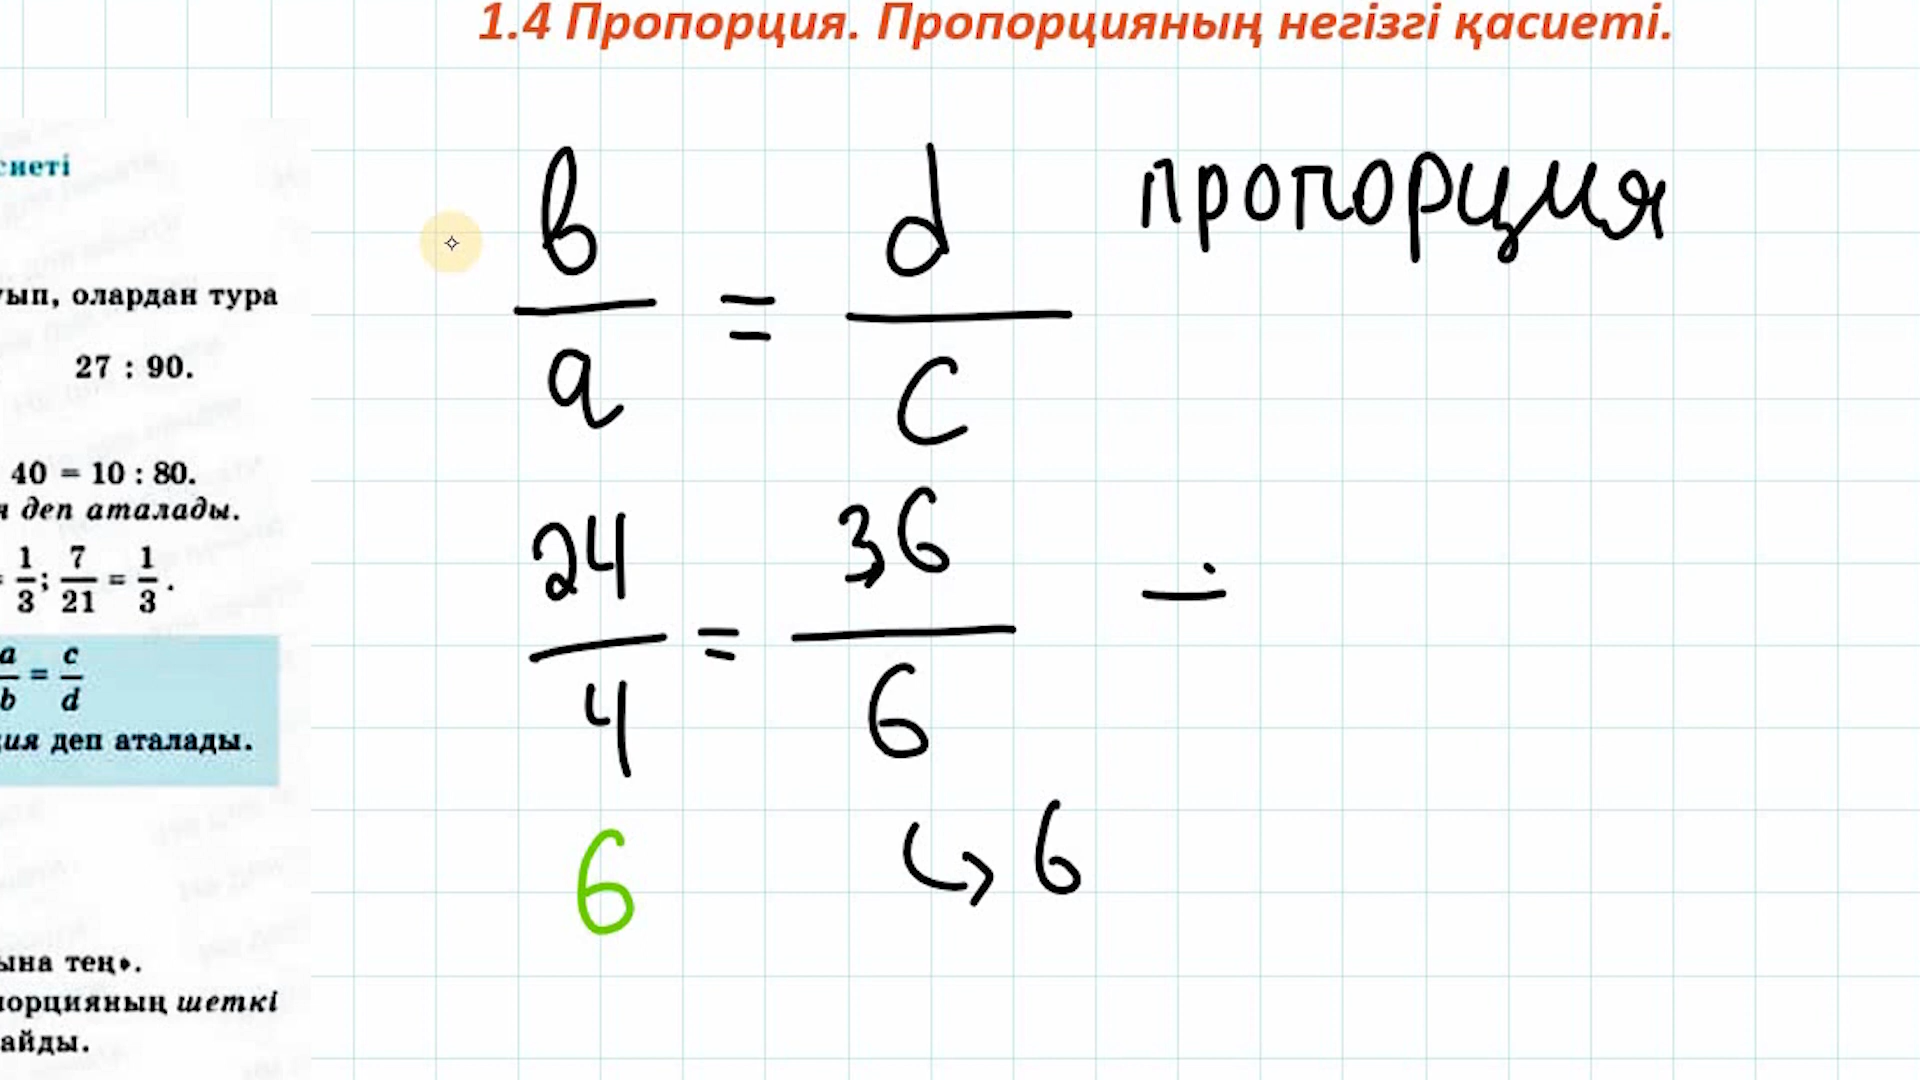 1.4 Пропорция. Пропорцияның негізгі қасиеті.
сиеті
уып, олардан тура
27 : 90.
40 = 10 : 80.
я деп аталады.
= 1/3; 7/21 = 1/3.
a/b = c/d
ция деп аталады.
ына тең».
порцияның шеткі
айды.
b/a = d/c пропорция
24/4 = 36/6 ÷
6 ↪ 6